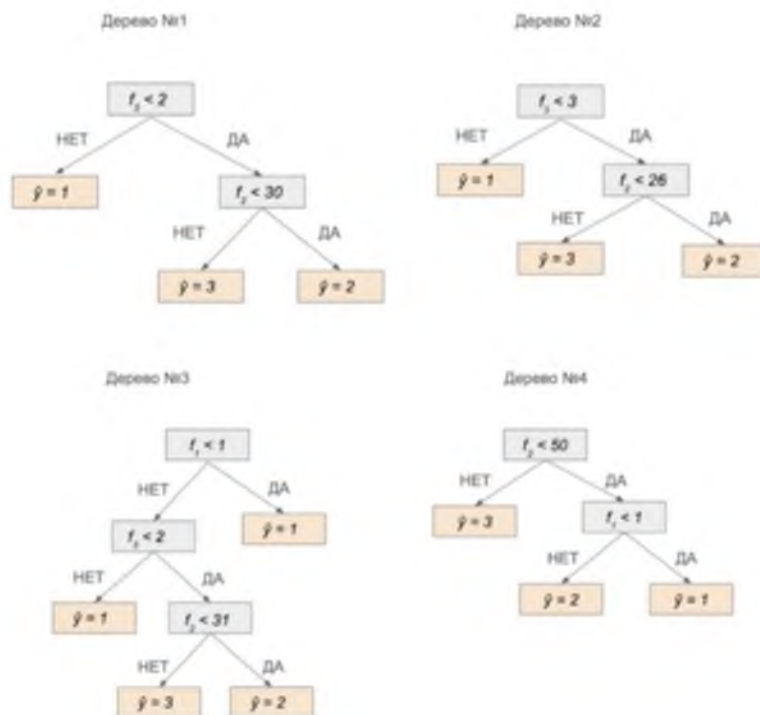 Дерево №1
f₃ < 2
НЕТ
ДА
ŷ = 1
f₂ < 30
НЕТ
ДА
ŷ = 3
ŷ = 2
Дерево №2
f₃ < 3
НЕТ
ДА
ŷ = 1
f₂ < 26
НЕТ
ДА
ŷ = 3
ŷ = 2
Дерево №3
f₁ < 1
НЕТ
ДА
f₃ < 2
ŷ = 1
НЕТ
ДА
ŷ = 1
f₂ < 31
НЕТ
ДА
ŷ = 3
ŷ = 2
Дерево №4
f₂ < 50
НЕТ
ДА
ŷ = 3
f₁ < 1
НЕТ
ДА
ŷ = 2
ŷ = 1